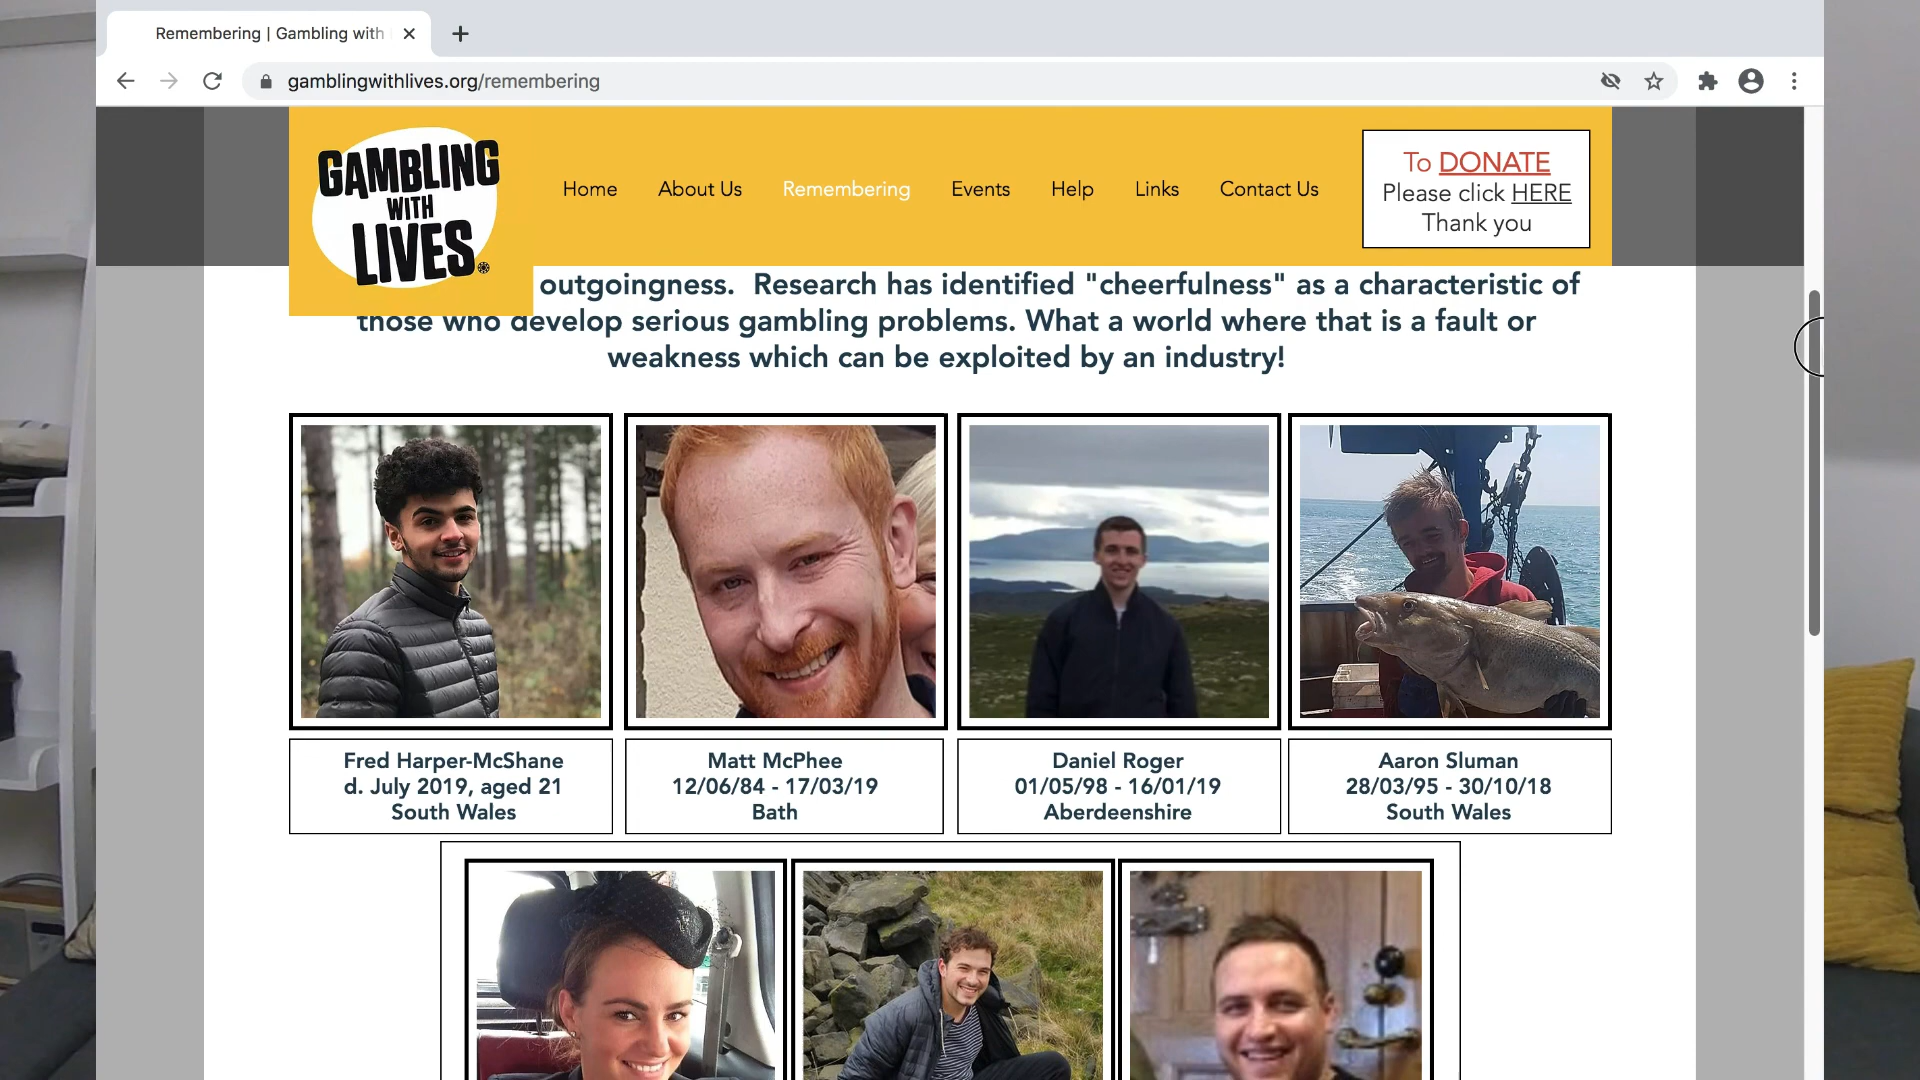 Remembering | Gambling with
gamblingwithlives.org/remembering
GAMBLING
WITH
LIVES
Home About Us Remembering Events Help Links Contact Us
To DONATE
Please click HERE
Thank you
outgoingness. Research has identified "cheerfulness" as a characteristic of
those who develop serious gambling problems. What a world where that is a fault or
weakness which can be exploited by an industry!
Fred Harper-McShane
d. July 2019, aged 21
South Wales
Matt McPhee
12/06/84 - 17/03/19
Bath
Daniel Roger
01/05/98 - 16/01/19
Aberdeenshire
Aaron Sluman
28/03/95 - 30/10/18
South Wales